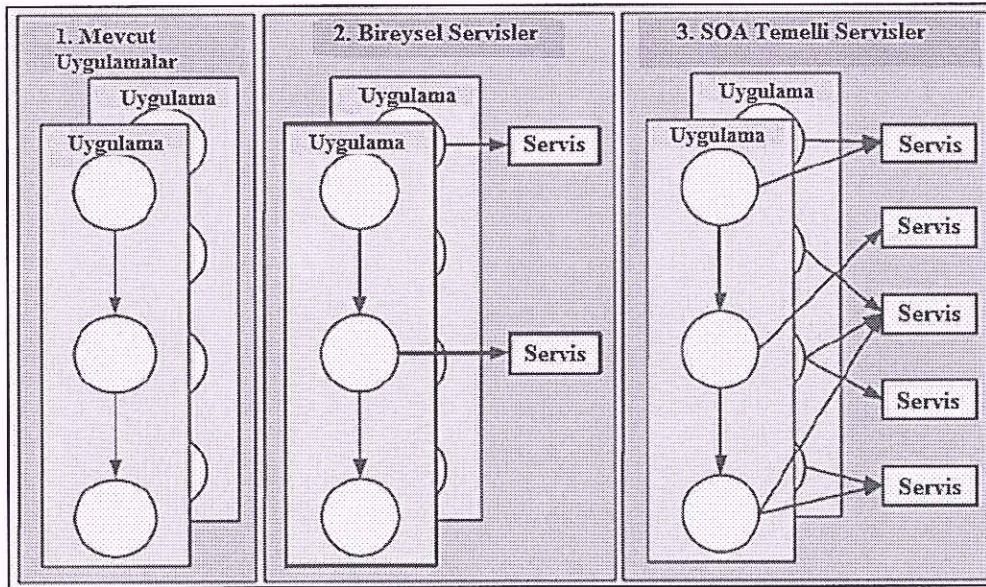 1. Mevcut
Uygulamalar
Uygulama
Uygulama
2. Bireysel Servisler
Uygulama
Uygulama
Servis
Servis
3. SOA Temelli Servisler
Uygulama
Uygulama
Servis
Servis
Servis
Servis
Servis